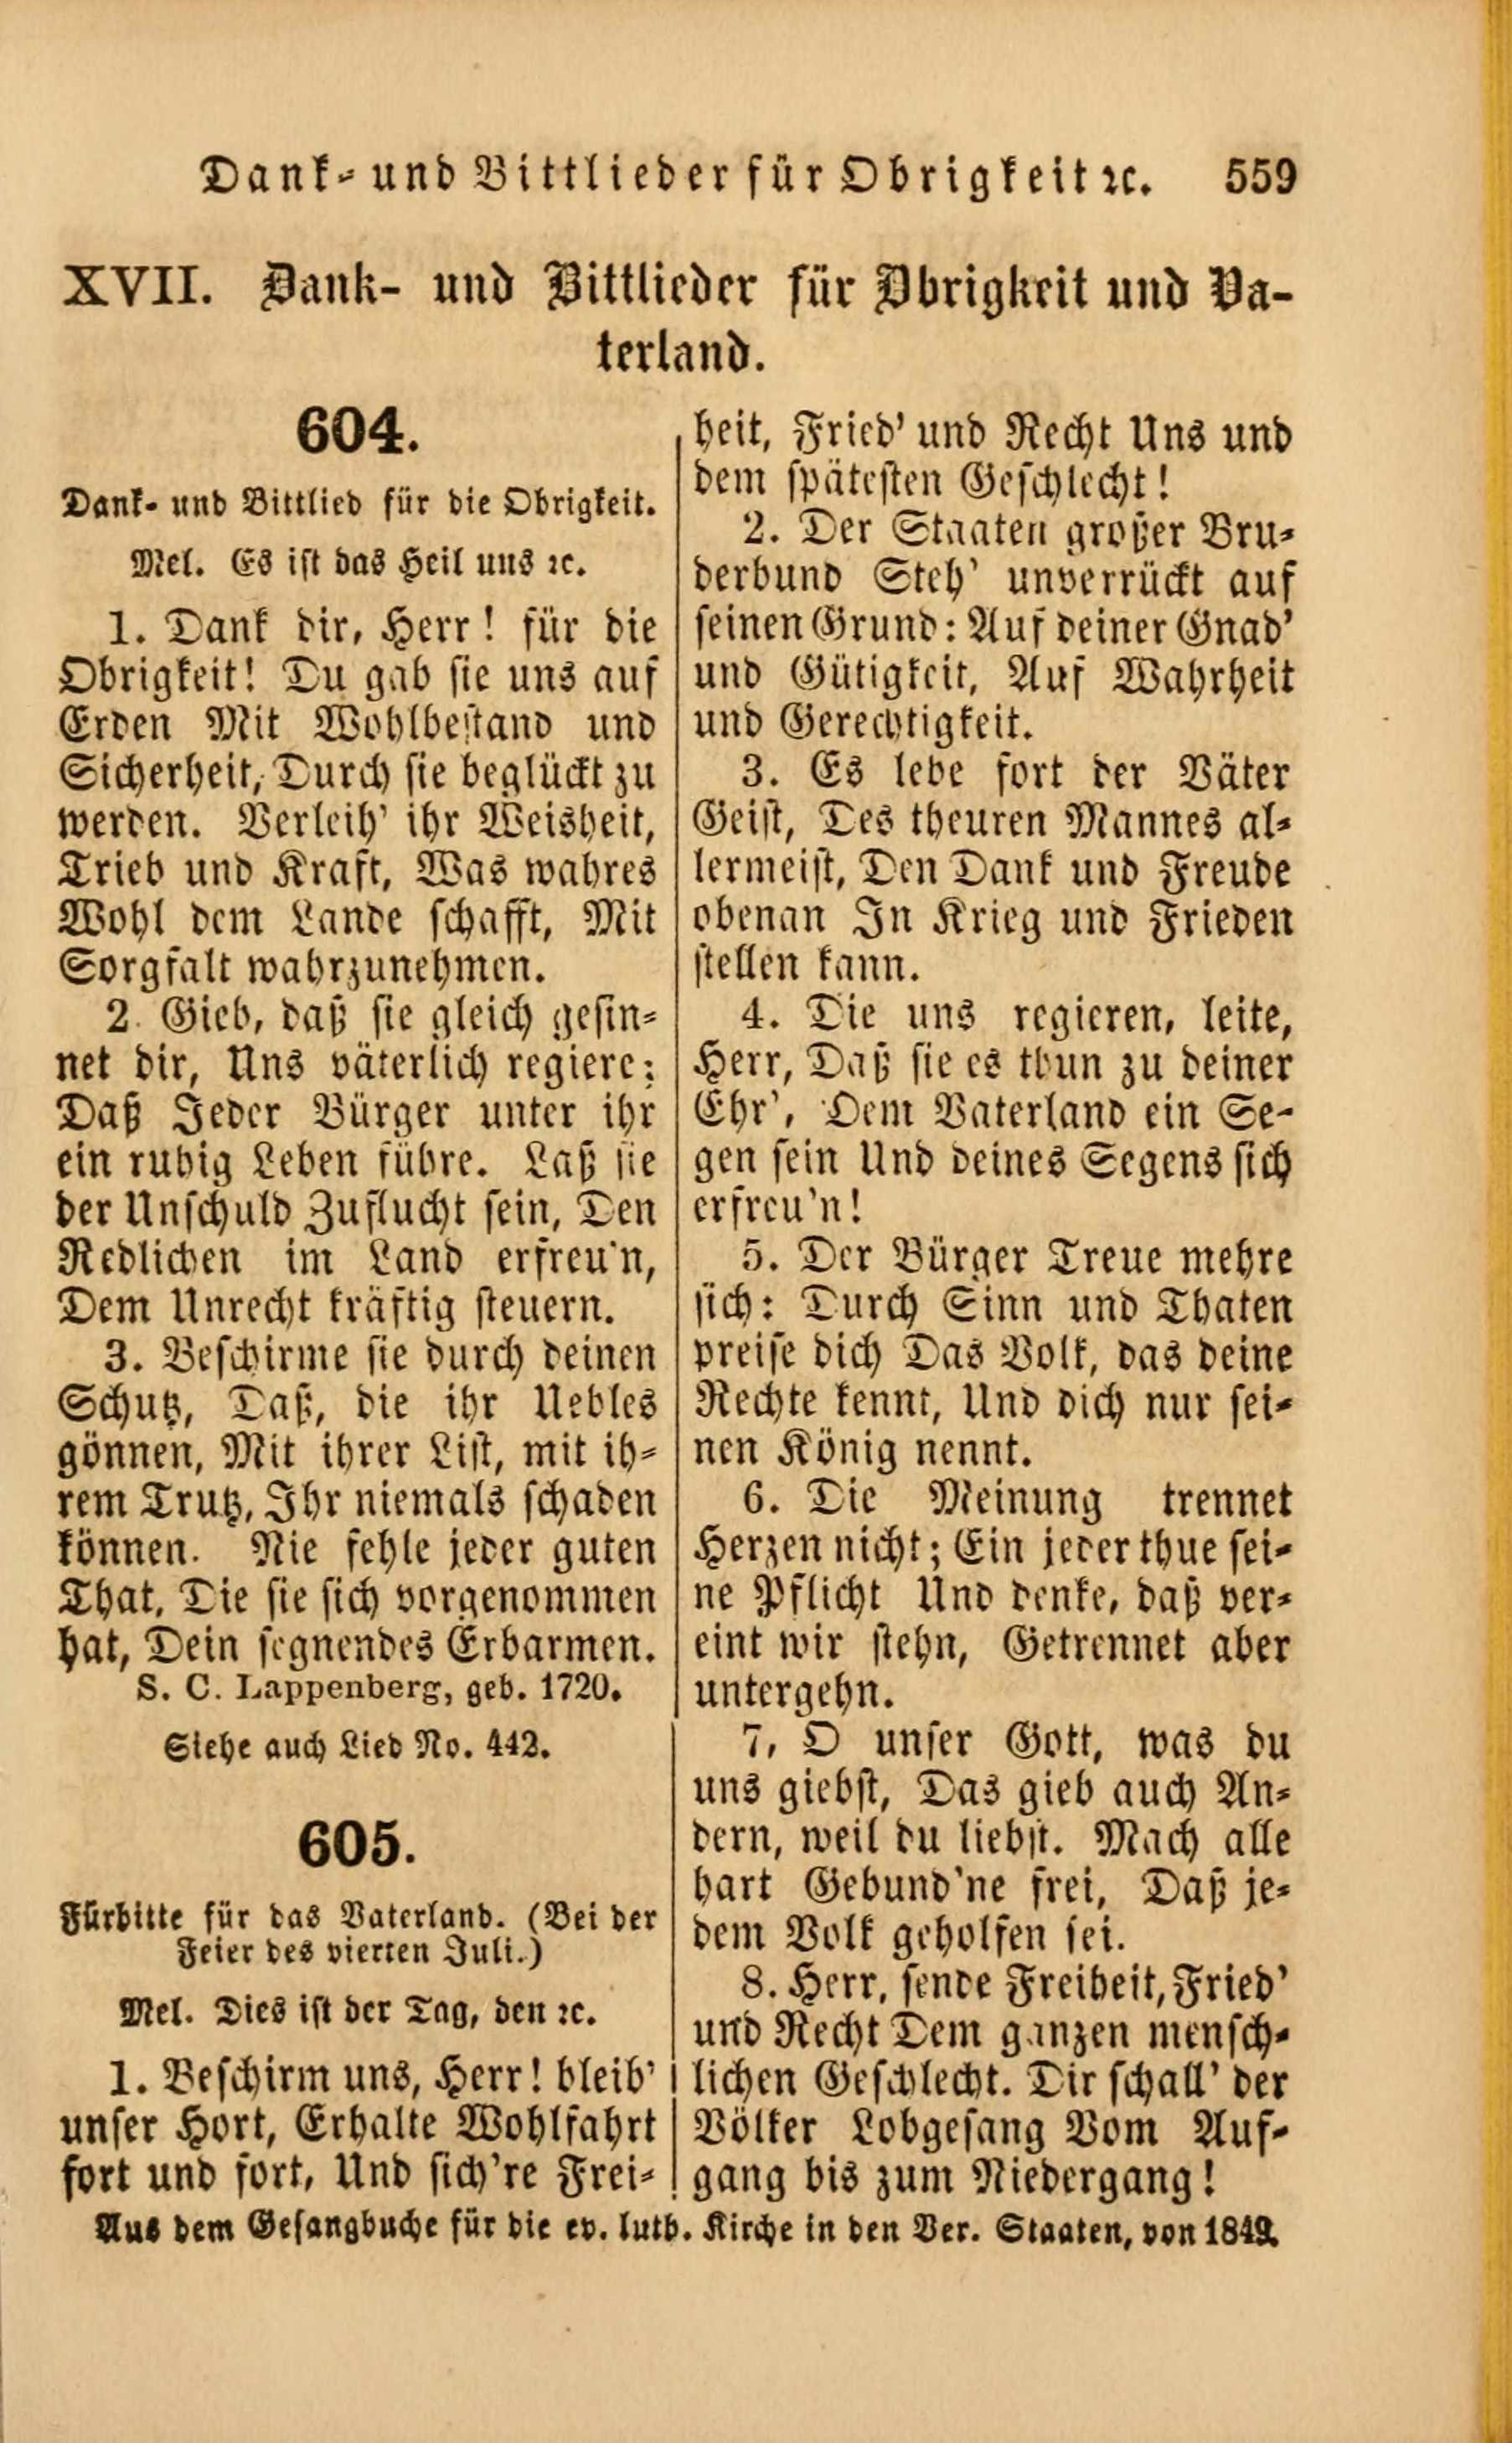 Dank- und Bittlieder für Obrigkeit ꝛc. 559
XVII. Dank- und Bittlieder für Obrigkeit und Va-
terland.
604.
Dank- und Bittlied für die Obrigkeit.
Mel. Es ist das Heil uns ꝛc.
1. Dank dir, Herr! für die
Obrigkeit! Du gab sie uns auf
Erden Mit Wohlbestand und
Sicherheit, Durch sie beglückt zu
werden. Verleih' ihr Weisheit,
Trieb und Kraft, Was wahres
Wohl dem Lande schafft, Mit
Sorgfalt wahrzunehmen.
2. Gieb, daß sie gleich gesin-
net dir, Uns väterlich regiere;
Daß Jeder Bürger unter ihr
ein ruhig Leben führe. Laß sie
der Unschuld Zuflucht sein, Den
Redlichen im Land erfreu'n,
Dem Unrecht kräftig steuern.
3. Beschirme sie durch deinen
Schutz, Daß, die ihr Uebles
gönnen, Mit ihrer List, mit ih-
rem Trutz, Ihr niemals schaden
können. Nie fehle jeder guten
That, Die sie sich vorgenommen
hat, Dein segnendes Erbarmen.
S. C. Lappenberg, geb. 1720.
Siehe auch Lied No. 442.
605.
Fürbitte für das Vaterland. (Bei der
Feier des vierten Juli.)
Mel. Dies ist der Tag, den ꝛc.
1. Beschirm uns, Herr! bleib'
unser Hort, Erhalte Wohlfahrt
fort und fort, Und sich're Frei-
heit, Fried' und Recht Uns und
dem spätesten Geschlecht!
2. Der Staaten großer Bru-
derbund Steh' unverrückt auf
seinen Grund: Auf deiner Gnad'
und Gütigkeit, Auf Wahrheit
und Gerechtigkeit.
3. Es lebe fort der Väter
Geist, Des theuren Mannes al-
lermeist, Den Dank und Freude
obenan In Krieg und Frieden
stellen kann.
4. Die uns regieren, leite,
Herr, Daß sie es thun zu deiner
Ehr', Dem Vaterland ein Se-
gen sein Und deines Segens sich
erfreu'n!
5. Der Bürger Treue mehre
sich: Durch Sinn und Thaten
preise dich Das Volk, das deine
Rechte kennt, Und dich nur sei-
nen König nennt.
6. Die Meinung trennet
Herzen nicht; Ein jeder thue sei-
ne Pflicht Und denke, daß ver-
eint wir stehn, Getrennet aber
untergehn.
7, O unser Gott, was du
uns giebst, Das gieb auch An-
dern, weil du liebst. Mach alle
hart Gebund'ne frei, Daß je-
dem Volk geholfen sei.
8. Herr, sende Freiheit, Fried'
und Recht Dem ganzen mensch-
lichen Geschlecht. Dir schall' der
Völker Lobgesang Vom Auf-
gang bis zum Niedergang!
Aus dem Gesangbuche für die ev. luth. Kirche in den Ver. Staaten, von 1849.